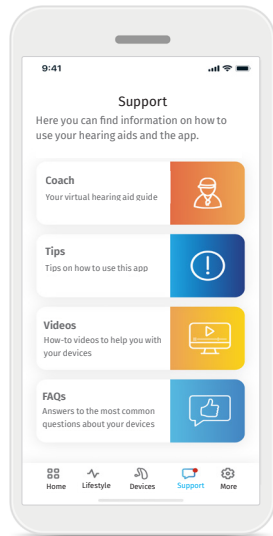 9:41
Support
Here you can find information on how to
use your hearing aids and the app.
Coach
Your virtual hearing aid guide
Tips
Tips on how to use this app
Videos
How-to videos to help you with
your devices
FAQs
Answers to the most common
questions about your devices
Home Lifestyle Devices Support More